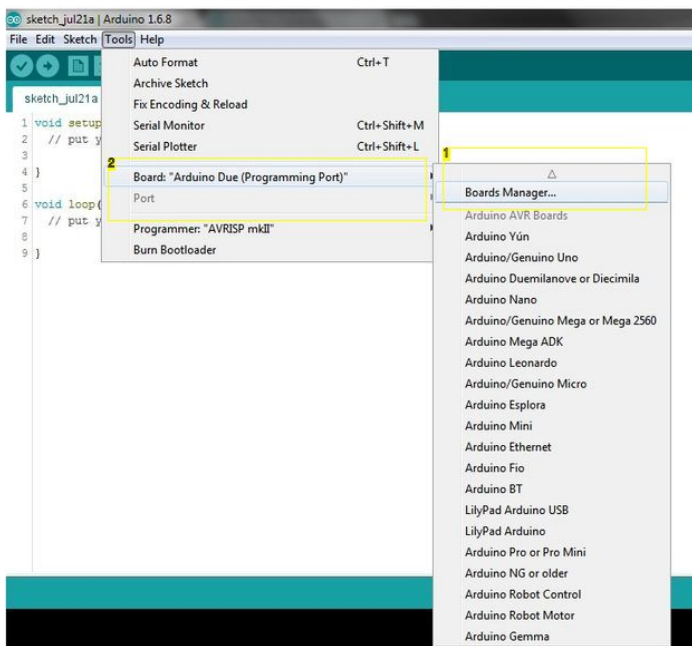 sketch_jul21a | Arduino 1.6.8
File Edit Sketch Tools Help
sketch_jul21a
1 void setup
2 // put y
3
4 }
5
6 void loop(
7 // put y
8
9 }
Auto Format Ctrl+T
Archive Sketch
Fix Encoding & Reload
Serial Monitor Ctrl+Shift+M
Serial Plotter Ctrl+Shift+L
2
Board: "Arduino Due (Programming Port)"
Port
Programmer: "AVRISP mkII"
Burn Bootloader
1
Boards Manager...
Arduino AVR Boards
Arduino Yún
Arduino/Genuino Uno
Arduino Duemilanove or Diecimila
Arduino Nano
Arduino/Genuino Mega or Mega 2560
Arduino Mega ADK
Arduino Leonardo
Arduino/Genuino Micro
Arduino Esplora
Arduino Mini
Arduino Ethernet
Arduino Fio
Arduino BT
LilyPad Arduino USB
LilyPad Arduino
Arduino Pro or Pro Mini
Arduino NG or older
Arduino Robot Control
Arduino Robot Motor
Arduino Gemma